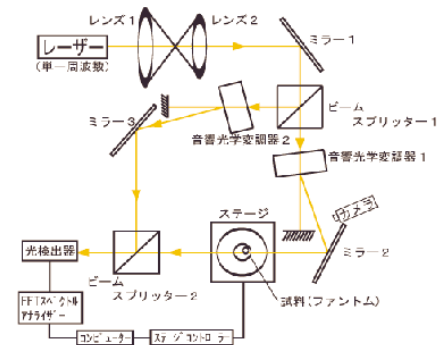 レンズ1 レンズ2
レーザー
(単一周波数)
ミラー1
ミラー3
ビーム
スプリッター1
音響光学変調器2
音響光学変調器1
カメラ
ステージ
光検出器
ミラー2
ビーム
スプリッター2
試料(ファントム)
FFTスペクトル
アナライザー
コンピューター
ステージコントローラー